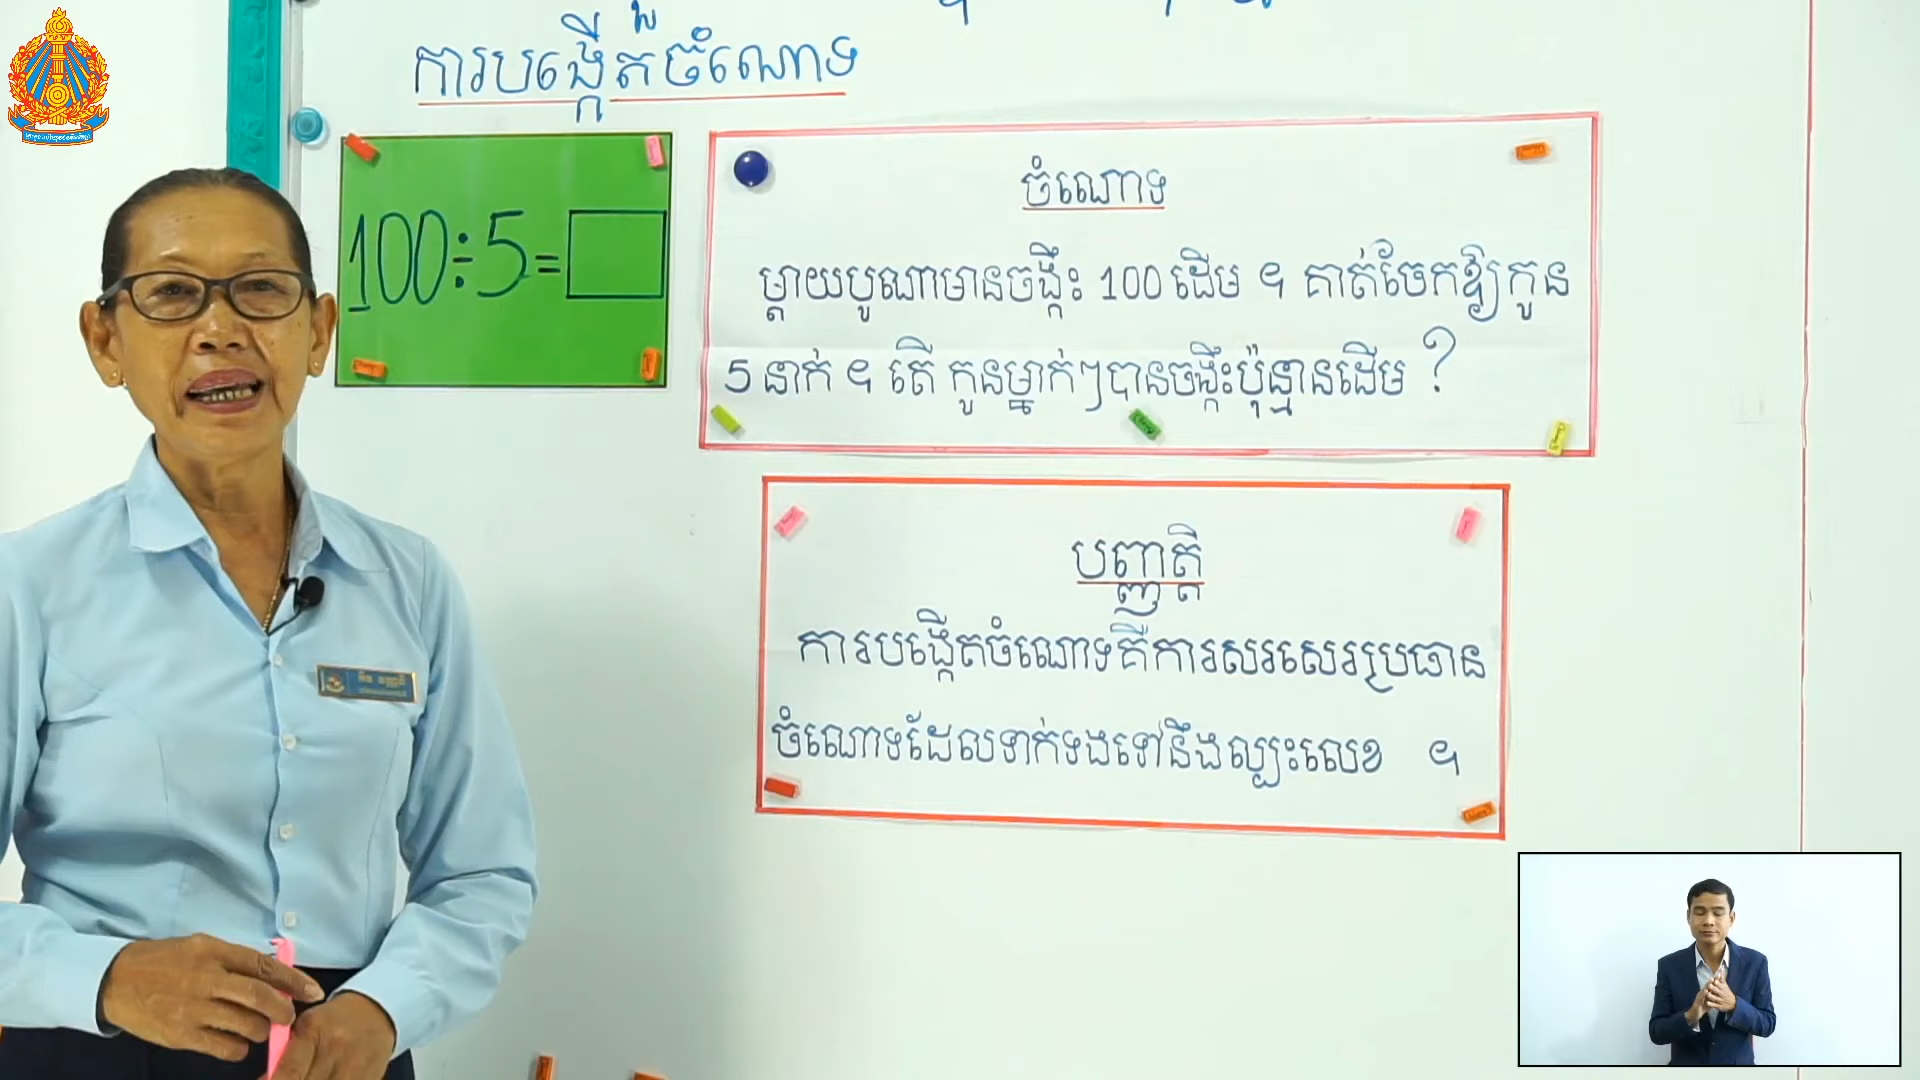 ការបង្កើតចំណោទ
100÷5=
ចំណោទ
ម្តាយបូណាមានចង្កឹះ 100 ដើម ។ គាត់ចែកឱ្យកូន
5 នាក់ ។ តើ កូនម្នាក់ៗបានចង្កឹះប៉ុន្មានដើម ?
បញ្ញត្តិ
ការបង្កើតចំណោទគឺការសរសេរប្រធាន
ចំណោទដែលទាក់ទងទៅនឹងល្បះលេខ ។